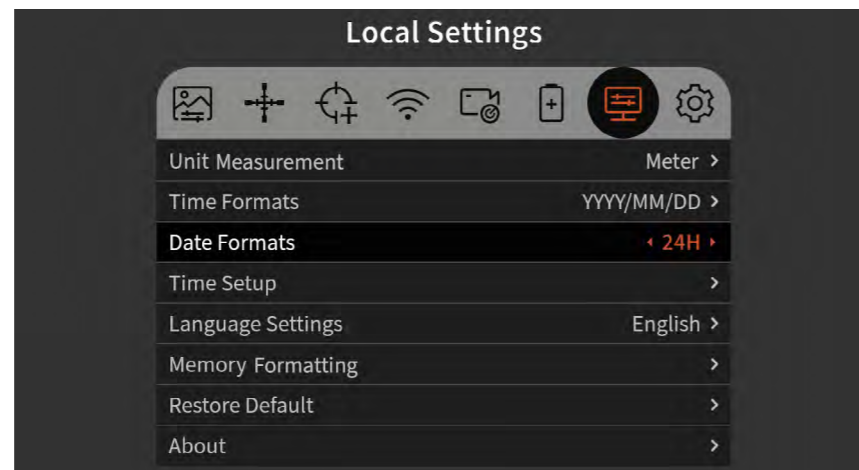 Local Settings
Unit Measurement Meter >
Time Formats YYYY/MM/DD >
Date Formats 24H
Time Setup >
Language Settings English >
Memory Formatting >
Restore Default >
About >